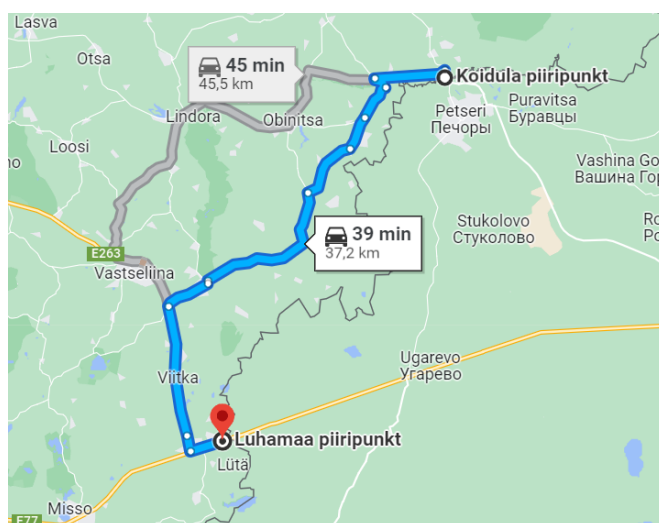 Lasva
Otsa
45 min
45,5 km
Koidula piiripunkt
Petseri
Печоры
Puravitsa
Буравцы
Lindora
Obinitsa
Loosi
no
Vashina Go
Вашина Гор
Stukolovo
Стуколово
39 min
37,2 km
E263
Vastseliina
Ugarevo
Угарево
Viitka
Luhamaa piiripunkt
Lütä
Misso
E77